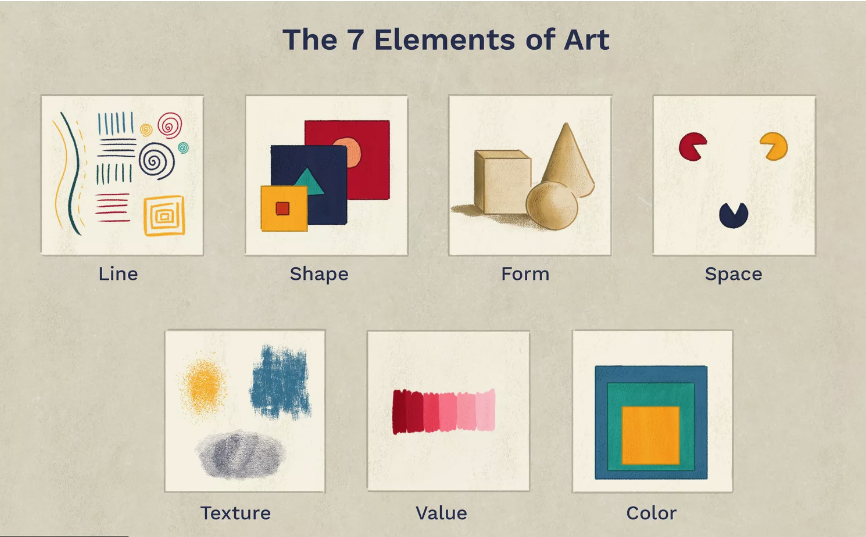 The 7 Elements of Art
Line
Shape
Form
Space
Texture
Value
Color